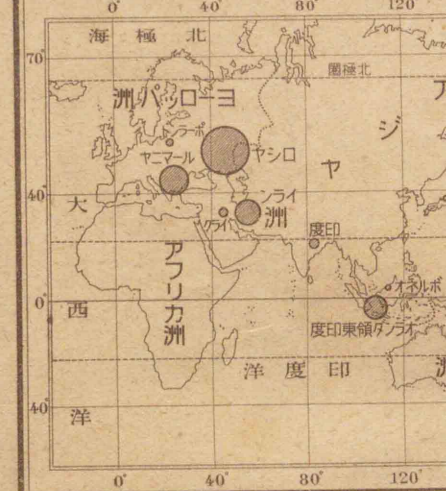 0°
40°
80°
120°
北極海
70°
北極圏
ヨーロッパ洲
ア
ジ
ヤ
洲
ポーランド
ロシヤ
ルーマニヤ
40°
大
西
洋
イラン
イラク
印度
アフリカ洲
ボルネオ
0°
オランダ領東印度
印度洋
洲
40°
0°
40°
80°
120°